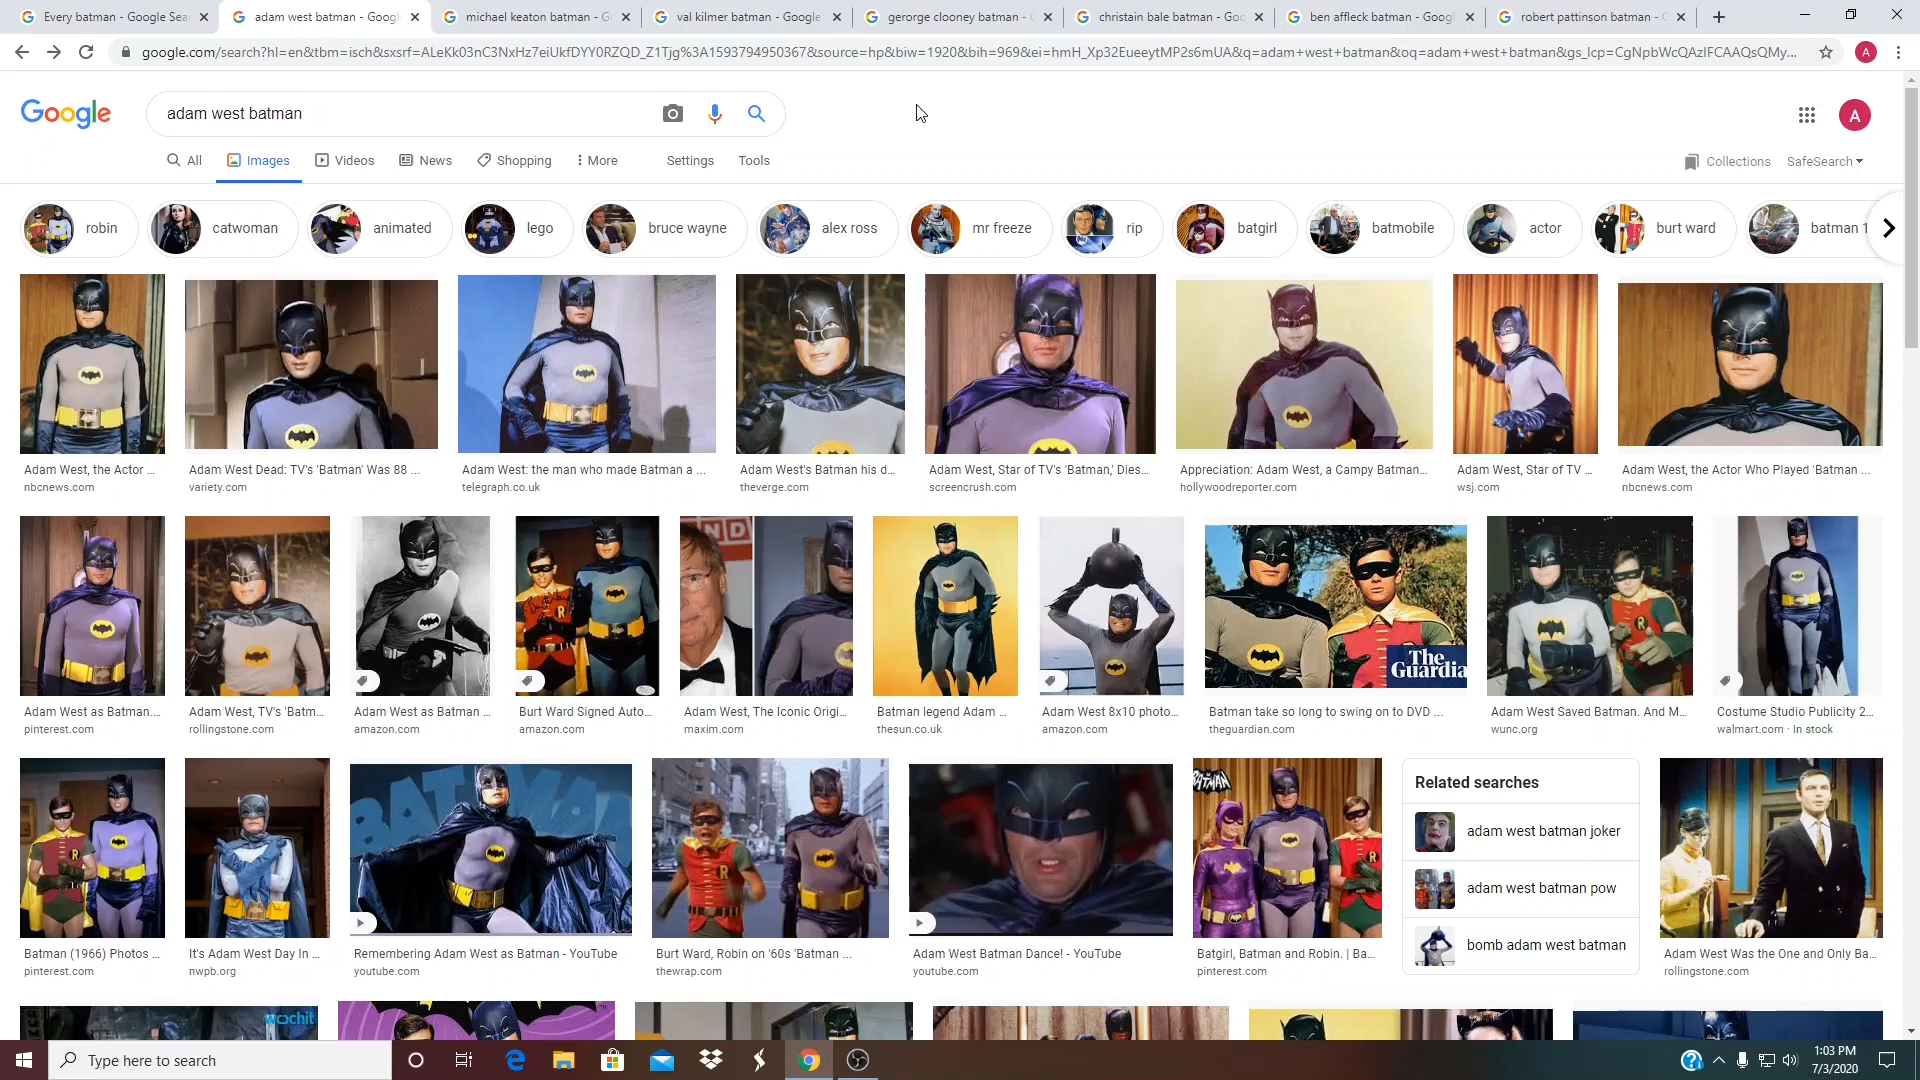 Every batman - Google Sea
adam west batman - Googl
michael keaton batman - G
val kilmer batman - Google
gerorge clooney batman - G
christain bale batman - Goo
ben affleck batman - Googl
robert pattinson batman - G
google.com/search?hl=en&tbm=isch&sxsrf=ALeKk03nC3NxHz7eiUkfDYY0RZQD_Z1Tjg%3A1593794950367&source=hp&biw=1920&bih=969&ei=hmH_Xp32EueeytMP2s6mUA&q=adam+west+batman&oq=adam+west+batman&gs_lcp=CgNpbWcQAzIFCAAQsQMy...
A
Google
adam west batman
A
All
Images
Videos
News
Shopping
More
Settings
Tools
Collections
SafeSearch
robin
catwoman
animated
lego
bruce wayne
alex ross
mr freeze
rip
batgirl
batmobile
actor
burt ward
batman 1
Adam West, the Actor ...
nbcnews.com
Adam West Dead: TV's 'Batman' Was 88 ...
variety.com
Adam West: the man who made Batman a ...
telegraph.co.uk
Adam West's Batman his d...
theverge.com
Adam West, Star of TV's 'Batman,' Dies...
screencrush.com
Appreciation: Adam West, a Campy Batman...
hollywoodreporter.com
Adam West, Star of TV ...
wsj.com
Adam West, the Actor Who Played 'Batman ...
nbcnews.com
ND
R
The
Guardia
R
Adam West as Batman....
pinterest.com
Adam West, TV's 'Batm...
rollingstone.com
Adam West as Batman ...
amazon.com
Burt Ward Signed Auto...
amazon.com
Adam West, The Iconic Origi...
maxim.com
Batman legend Adam ...
thesun.co.uk
Adam West 8x10 photo...
amazon.com
Batman take so long to swing on to DVD ...
theguardian.com
Adam West Saved Batman. And M...
wunc.org
Costume Studio Publicity 2...
walmart.com · In stock
R
BATMAN
BATMAN
R
Related searches
adam west batman joker
adam west batman pow
bomb adam west batman
Batman (1966) Photos ...
pinterest.com
It's Adam West Day In ...
nwpb.org
Remembering Adam West as Batman - YouTube
youtube.com
Burt Ward, Robin on '60s 'Batman ...
thewrap.com
Adam West Batman Dance! - YouTube
youtube.com
Batgirl, Batman and Robin. | Ba...
pinterest.com
Adam West Was the One and Only Ba...
rollingstone.com
wochit
Type here to search
1:03 PM
7/3/2020